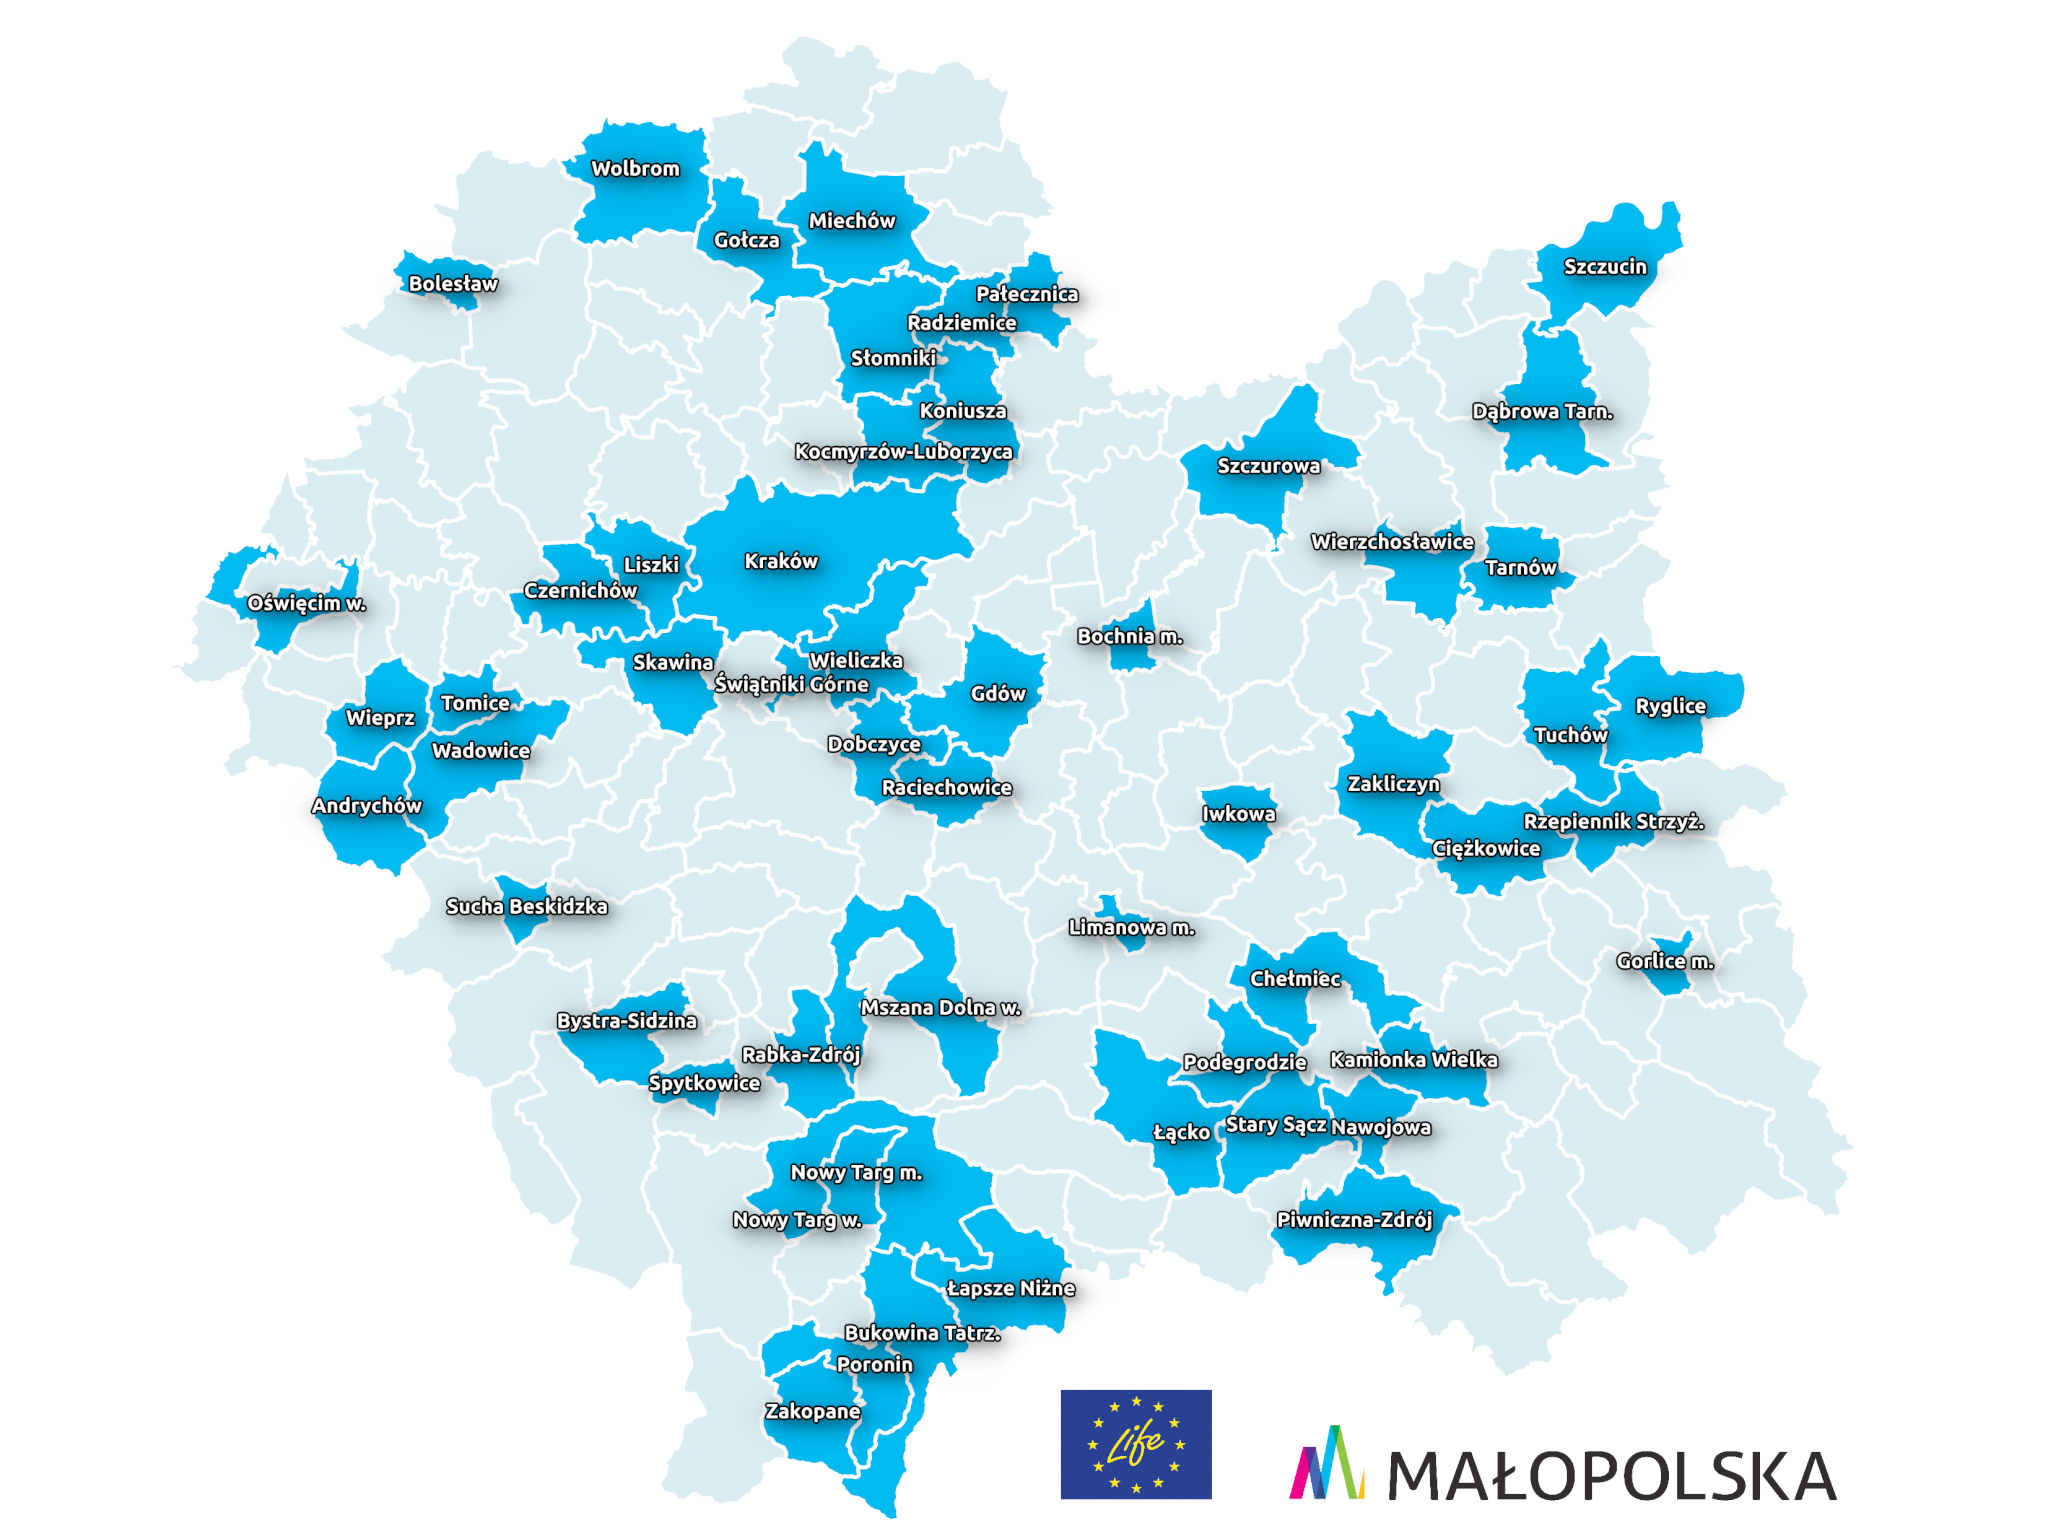 Wolbrom
Miechów
Gołcza
Szczucin
Bolesław
Pałecznica
Radziemice
Słomniki
Koniusza
Dąbrowa Tarn.
Kocmyrzów-Luborzyca
Szczurowa
Wierzchosławice
Kraków
Liszki
Tarnów
Czernichów
Oświęcim w.
Bochnia m.
Wieliczka
Skawina
Świątniki Górne
Gdów
Tomice
Ryglice
Wieprz
Tuchów
Dobczyce
Wadowice
Zakliczyn
Raciechowice
Andrychów
Iwkowa
Rzepiennik Strzyż.
Ciężkowice
Sucha Beskidzka
Limanowa m.
Gorlice m.
Chełmiec
Mszana Dolna w.
Bystra-Sidzina
Rabka-Zdrój
Kamionka Wielka
Podegrodzie
Spytkowice
Stary Sącz
Nawojowa
Łącko
Nowy Targ m.
Nowy Targ w.
Piwniczna-Zdrój
Łapsze Niżne
Bukowina Tatrz.
Poronin
Zakopane
Life
MAŁOPOLSKA